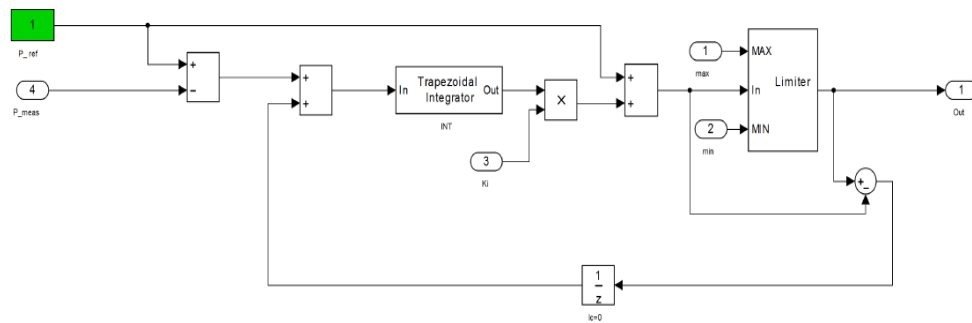 1
P_ref
4
P_meas
+
−
+
+
In
Trapezoidal
Integrator
Out
INT
X
3
Ki
+
+
1
max
2
min
MAX
In
MIN
Limiter
1
Out
+
−
1
z
Ic=0